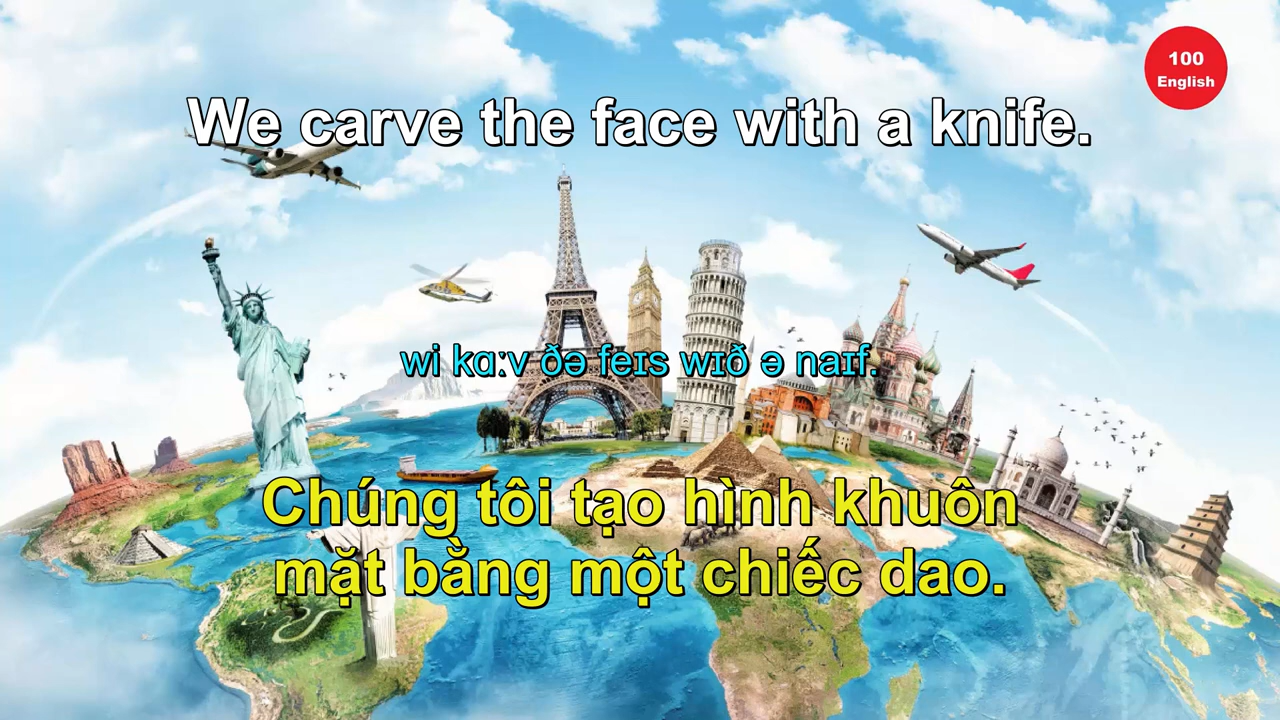 100
English
We carve the face with a knife.
wi kɑːv ðə feɪs wɪð ə naɪf.
Chúng tôi tạo hình khuôn
mặt bằng một chiếc dao.